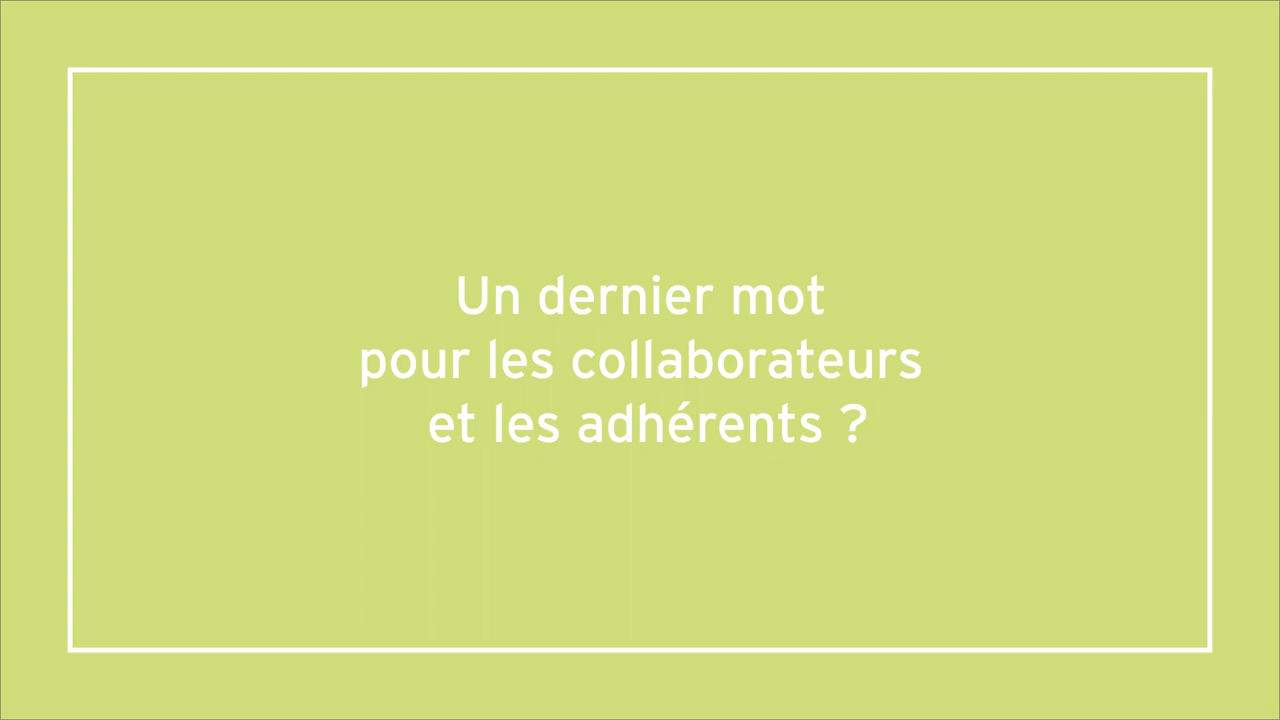 Un dernier mot
pour les collaborateurs
et les adhérents ?